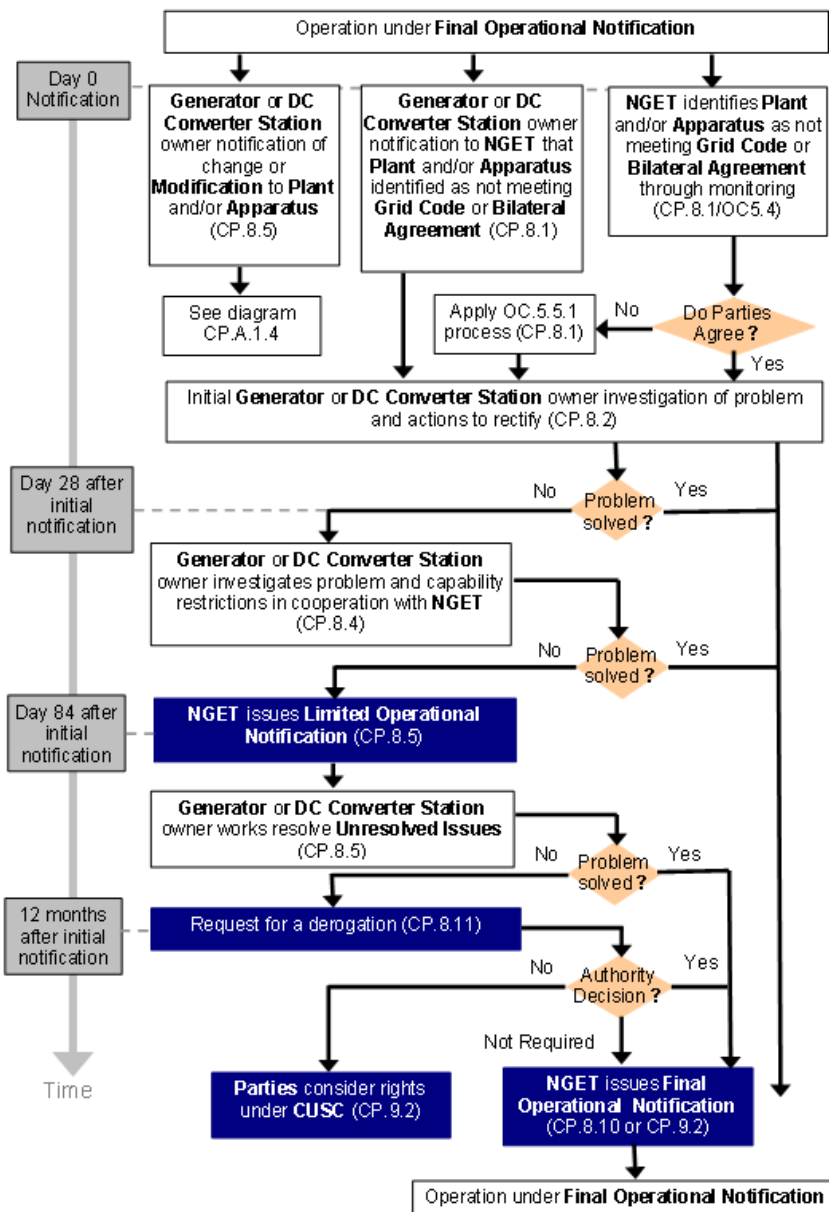 Operation under Final Operational Notification
Day 0
Notification
Generator or DC
Converter Station
owner notification of
change or
Modification to Plant
and/or Apparatus
(CP.8.5)
Generator or DC
Converter Station owner
notification to NGET that
Plant and/or Apparatus
identified as not meeting
Grid Code or Bilateral
Agreement (CP.8.1)
NGET identifies Plant
and/or Apparatus as not
meeting Grid Code or
Bilateral Agreement
through monitoring
(CP.8.1/OC5.4)
See diagram
CP.A.1.4
Apply OC.5.5.1
process (CP.8.1)
No
Do Parties
Agree ?
Yes
Initial Generator or DC Converter Station owner investigation of problem
and actions to rectify (CP.8.2)
Day 28 after
initial
notification
No
Problem
solved ?
Yes
Generator or DC Converter Station
owner investigates problem and capability
restrictions in cooperation with NGET
(CP.8.4)
No
Problem
solved ?
Yes
Day 84 after
initial
notification
NGET issues Limited Operational
Notification (CP.8.5)
Generator or DC Converter Station
owner works resolve Unresolved Issues
(CP.8.5)
No
Problem
solved ?
Yes
12 months
after initial
notification
Request for a derogation (CP.8.11)
No
Authority
Decision ?
Yes
Not Required
Time
Parties consider rights
under CUSC (CP.9.2)
NGET issues Final
Operational Notification
(CP.8.10 or CP.9.2)
Operation under Final Operational Notification